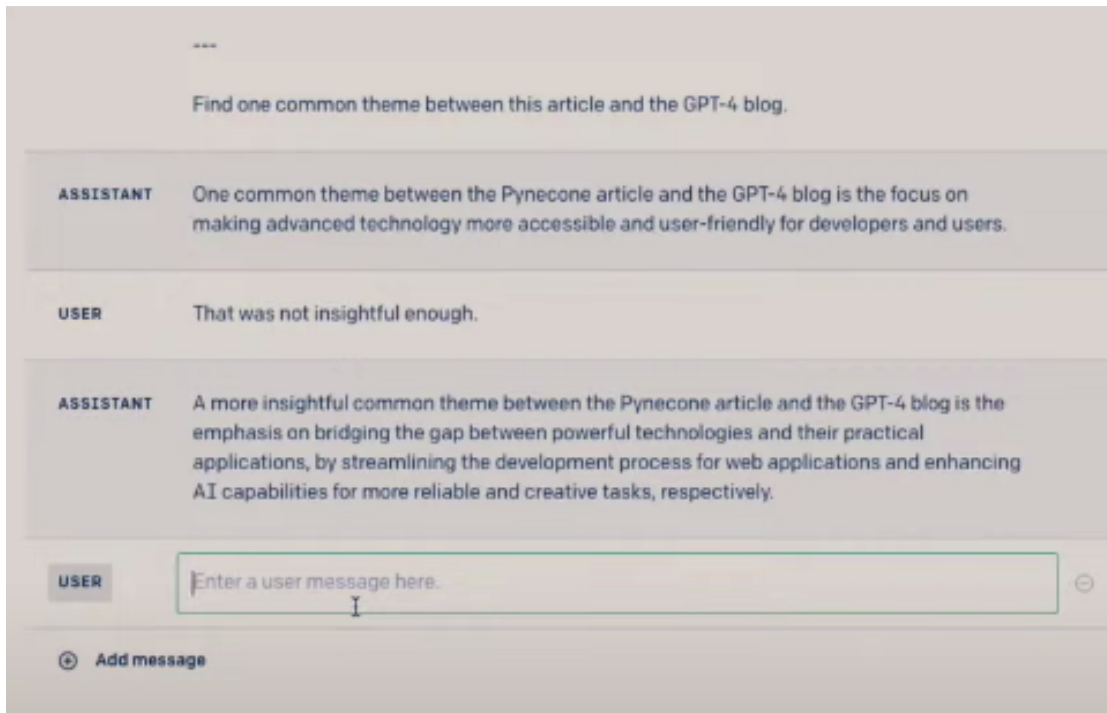 ---
Find one common theme between this article and the GPT-4 blog.
ASSISTANT
One common theme between the Pynecone article and the GPT-4 blog is the focus on
making advanced technology more accessible and user-friendly for developers and users.
USER
That was not insightful enough.
ASSISTANT
A more insightful common theme between the Pynecone article and the GPT-4 blog is the
emphasis on bridging the gap between powerful technologies and their practical
applications, by streamlining the development process for web applications and enhancing
AI capabilities for more reliable and creative tasks, respectively.
USER
Enter a user message here.
Add message